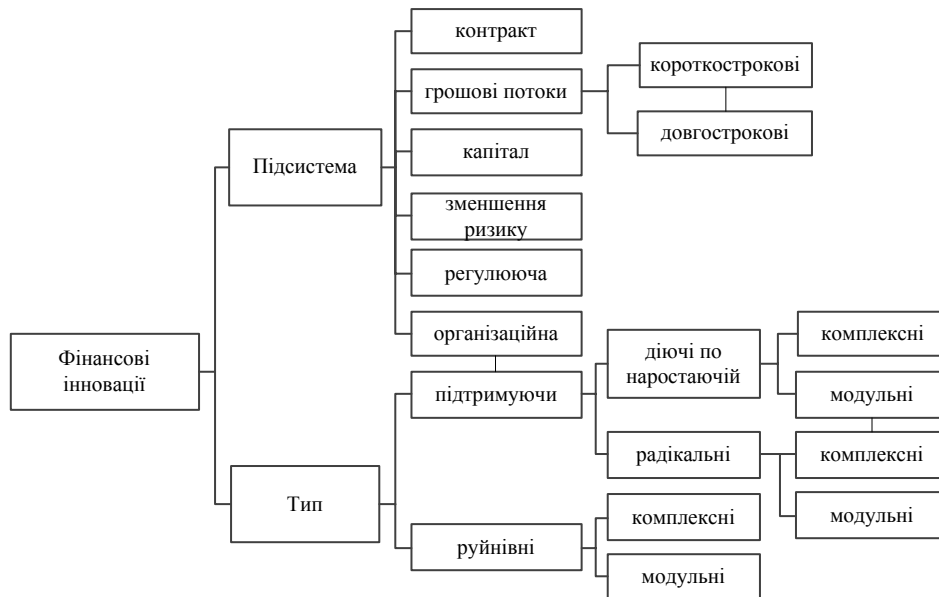 контракт
грошові потоки
короткострокові
довгострокові
Підсистема
капітал
зменшення
ризику
регулююча
організаційна
Фінансові
інновації
підтримуючи
діючі по
наростаючій
комплексні
модульні
радікальні
комплексні
модульні
Тип
руйнівні
комплексні
модульні